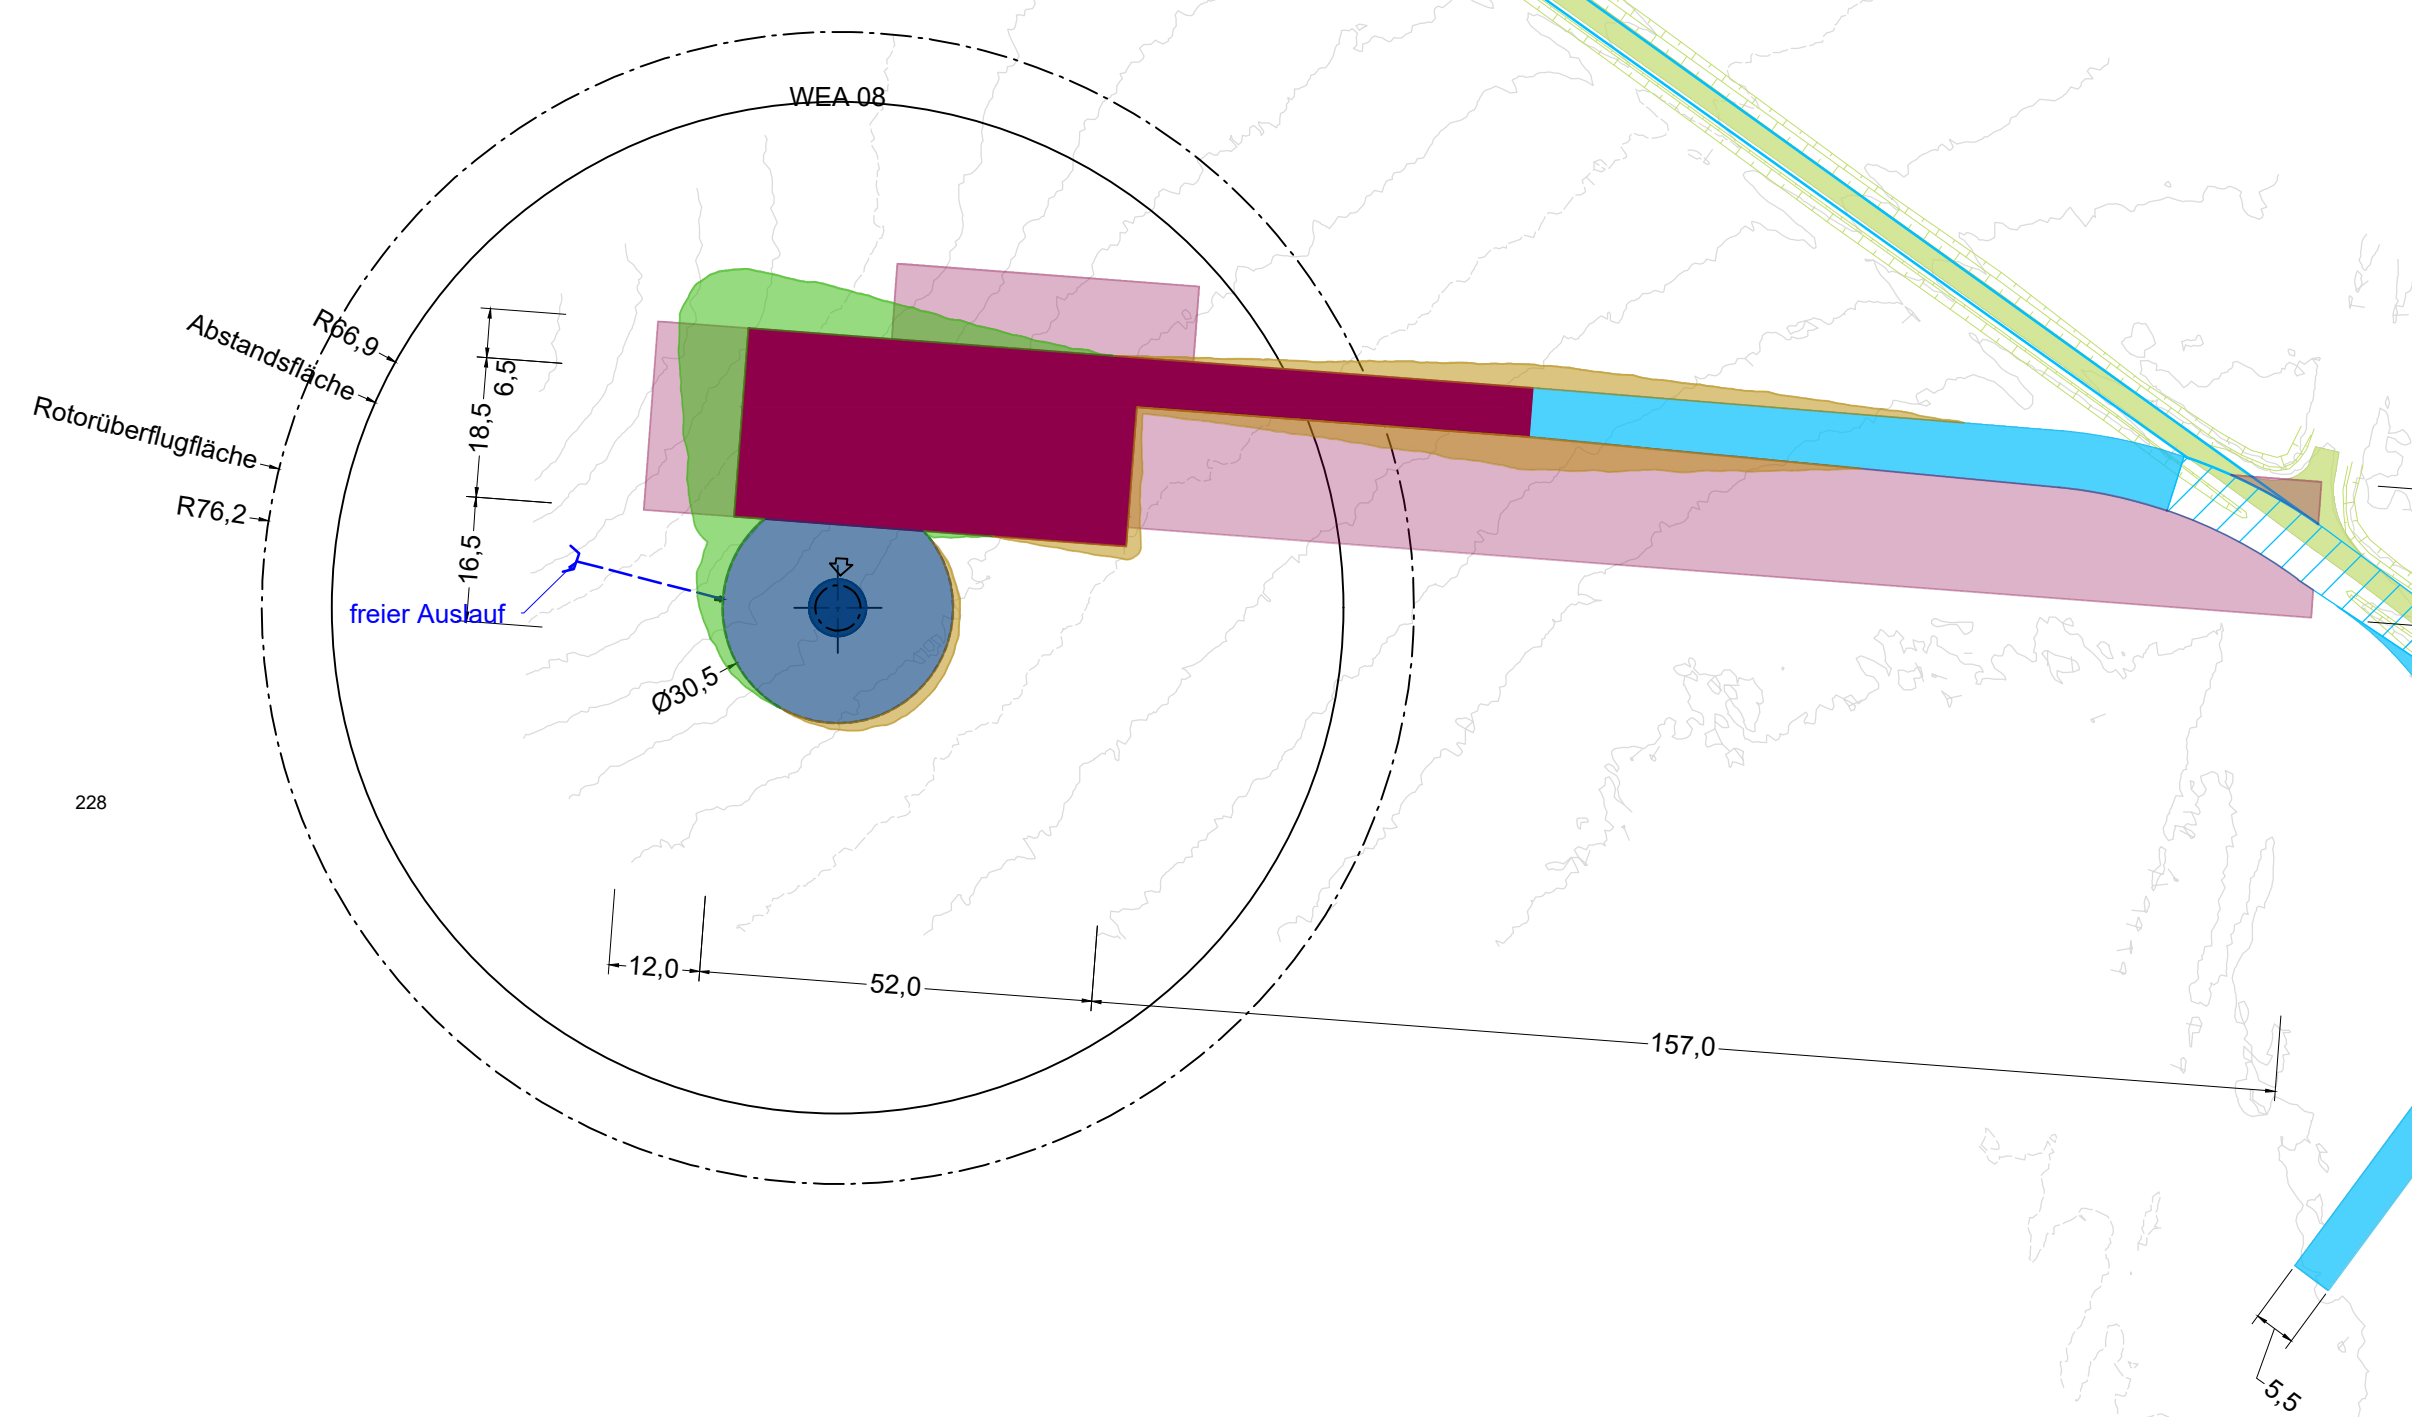 WEA 08
R66,9
Abstandsfläche
Rotorüberflugfläche
R76,2
6,5
18,5
16,5
freier Auslauf
Ø30,5
228
12,0
52,0
157,0
5,5